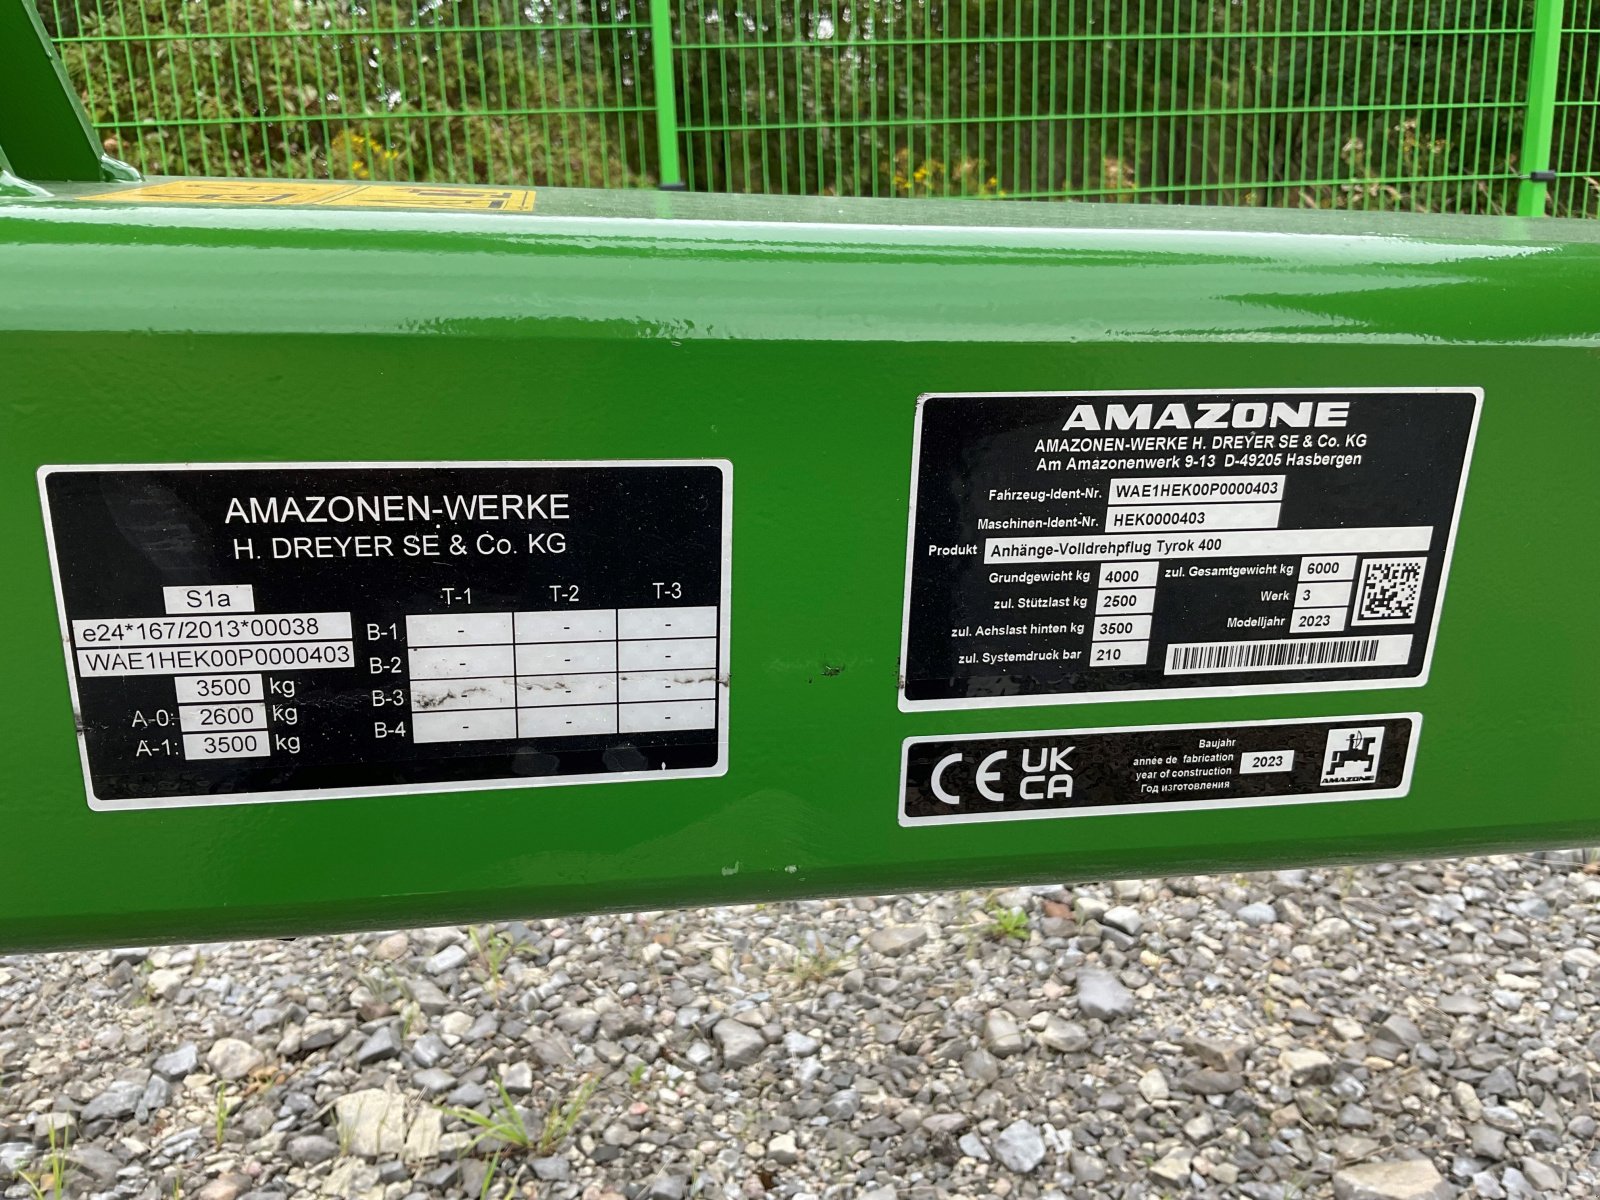 AMAZONEN-WERKE
H. DREYER SE & Co. KG
S1a
e24*167/2013*00038
WAE1HEK00P0000403
3500 kg
A-0: 2600 kg
A-1: 3500 kg
T-1 T-2 T-3
B-1 - - -
B-2 - - -
B-3 - - -
B-4 - - -
AMAZONE
AMAZONEN-WERKE H. DREYER SE & Co. KG
Am Amazonenwerk 9-13 D-49205 Hasbergen
Fahrzeug-Ident-Nr. WAE1HEK00P0000403
Maschinen-Ident-Nr. HEK0000403
Produkt Anhänge-Volldrehpflug Tyrok 400
Grundgewicht kg 4000 zul. Gesamtgewicht kg 6000
zul. Stützlast kg 2500 Werk 3
zul. Achslast hinten kg 3500 Modelljahr 2023
zul. Systemdruck bar 210
CE UK
CA
Baujahr
année de fabrication
year of construction 2023
Год изготовления
AMAZONE